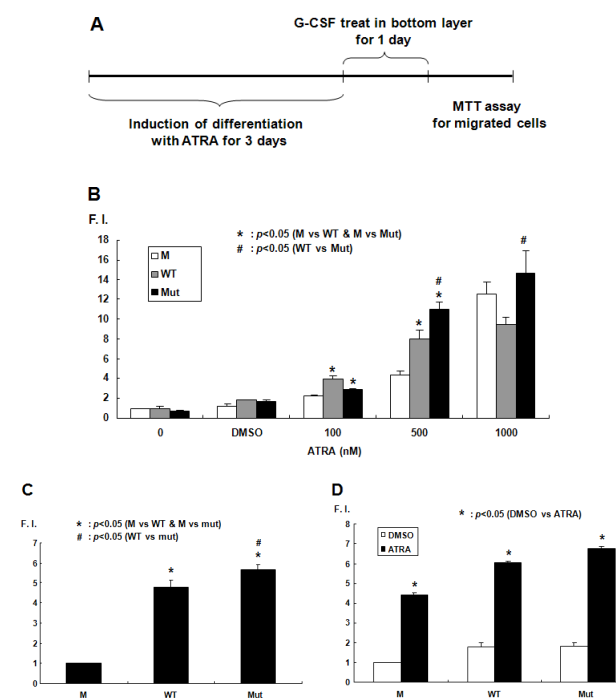 A
G-CSF treat in bottom layer
for 1 day
Induction of differentiation
with ATRA for 3 days
MTT assay
for migrated cells
B
F. I.
* : p<0.05 (M vs WT & M vs Mut)
# : p<0.05 (WT vs Mut)
M
WT
Mut
18
16
14
12
10
8
6
4
2
0
* * * # * #
0 DMSO 100 500 1000
ATRA (nM)
C
F. I.
* : p<0.05 (M vs WT & M vs mut)
# : p<0.05 (WT vs mut)
7
6
5
4
3
2
1
0
* # *
M WT Mut
D
F. I.
* : p<0.05 (DMSO vs ATRA)
DMSO
ATRA
8
7
6
5
4
3
2
1
0
* * *
M WT Mut